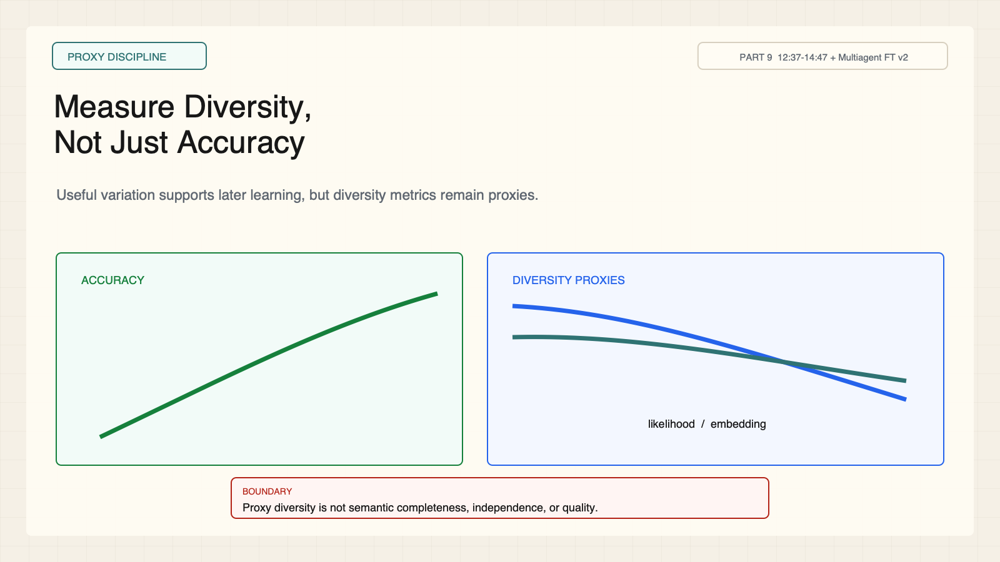 PROXY DISCIPLINE
PART 9 12:37-14:47 + Multiagent FT v2
Measure Diversity,
Not Just Accuracy
Useful variation supports later learning, but diversity metrics remain proxies.
ACCURACY
DIVERSITY PROXIES
likelihood / embedding
BOUNDARY
Proxy diversity is not semantic completeness, independence, or quality.